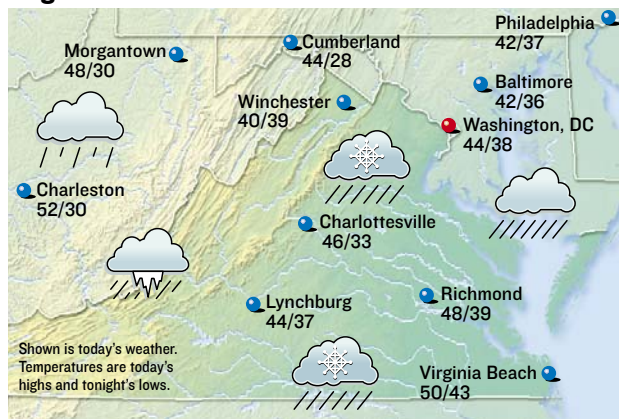 Philadelphia
42/37
Morgantown
48/30
Cumberland
44/28
Baltimore
42/36
Winchester
40/39
Washington, DC
44/38
Charleston
52/30
Charlottesville
46/33
Lynchburg
44/37
Richmond
48/39
Shown is today's weather.
Temperatures are today's
highs and tonight's lows.
Virginia Beach
50/43